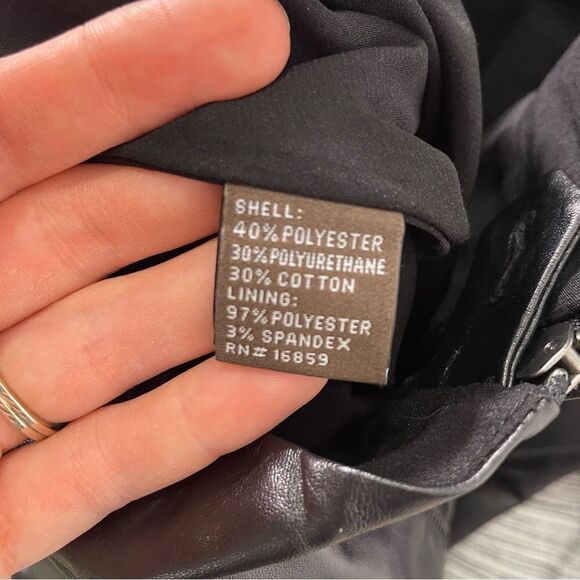 SHELL:
40% POLYESTER
30% POLYURETHANE
30% COTTON
LINING:
97% POLYESTER
3% SPANDEX
RN# 16859